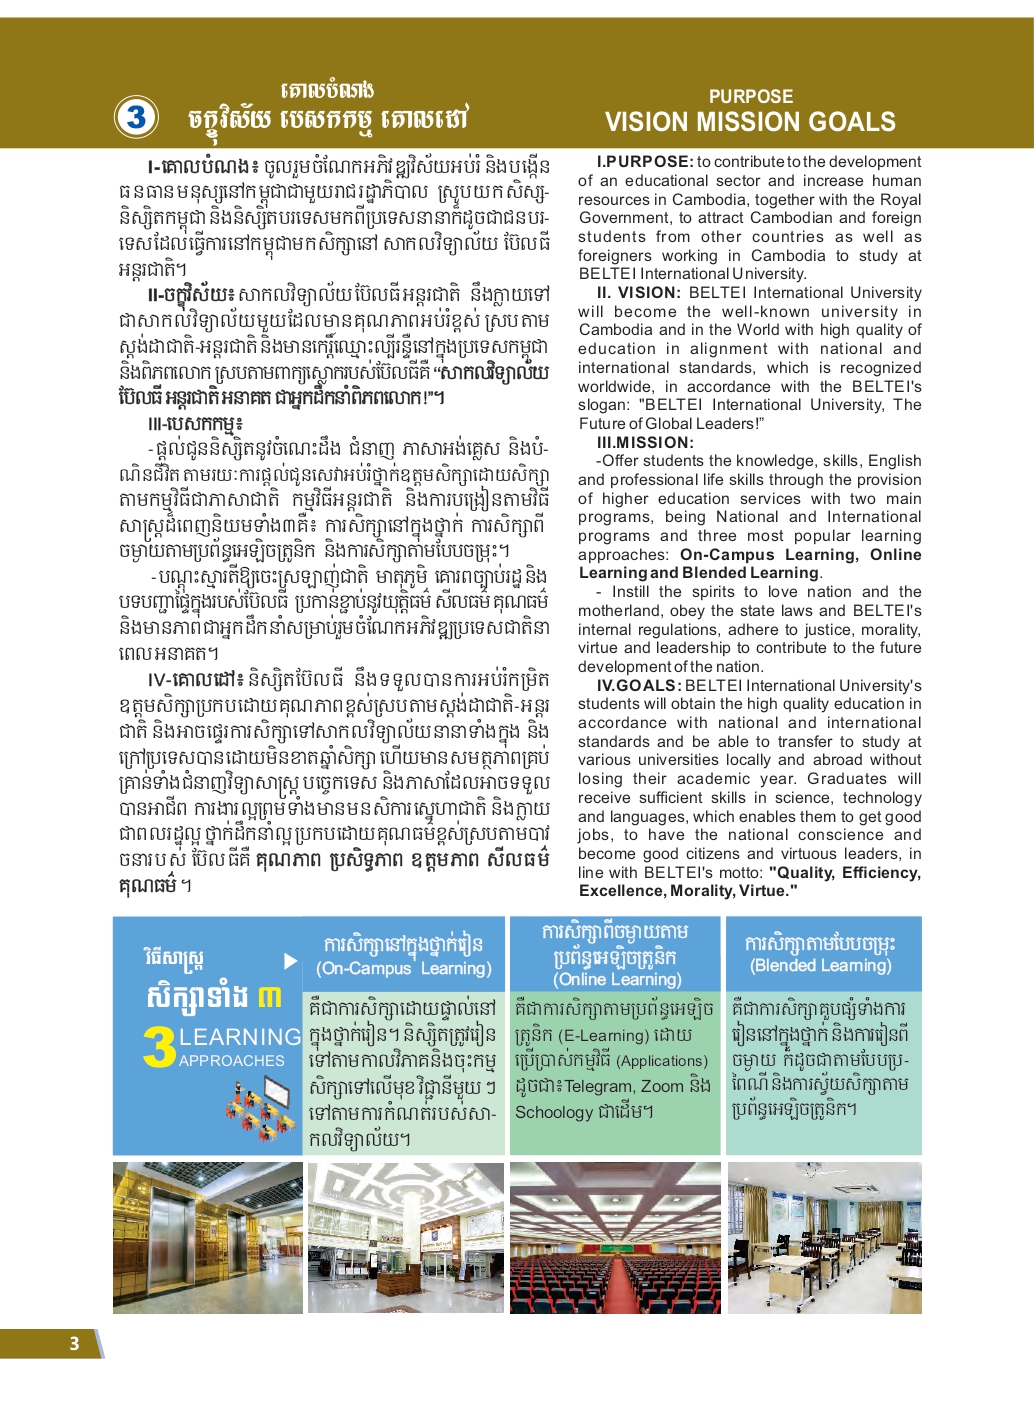 3
គោលបំណង
ចក្ខុវិស័យ បេសកកម្ម គោលដៅ
PURPOSE
VISION MISSION GOALS
I-គោលបំណង៖ ចូលរួមចំណែកអភិវឌ្ឍវិស័យអប់រំ និងបង្កើន
ធនធានមនុស្សនៅកម្ពុជាជាមួយរាជរដ្ឋាភិបាល ស្រូបយកសិស្ស-
និស្សិតកម្ពុជា និងនិស្សិតបរទេសមកពីប្រទេសនានាក៏ដូចជាជនបរ-
ទេសដែលធ្វើការនៅកម្ពុជាមកសិក្សានៅ សាកលវិទ្យាល័យ ប៊ែលធី
អន្តរជាតិ។
II-ចក្ខុវិស័យ៖ សាកលវិទ្យាល័យប៊ែលធីអន្តរជាតិ នឹងក្លាយទៅ
ជាសាកលវិទ្យាល័យមួយដែលមានគុណភាពអប់រំខ្ពស់ ស្របតាម
ស្តង់ដាជាតិ-អន្តរជាតិ និងមានកេរ្តិ៍ឈ្មោះល្បីរន្ទឺនៅក្នុងប្រទេសកម្ពុជា
និងពិភពលោក ស្របតាមពាក្យស្លោករបស់ប៊ែលធីគឺ “សាកលវិទ្យាល័យ
ប៊ែលធី អន្តរជាតិ អនាគត ជាអ្នកដឹកនាំពិភពលោក!”។
III-បេសកកម្ម៖
-ផ្តល់ជូននិស្សិតនូវចំណេះដឹង ជំនាញ ភាសាអង់គ្លេស និងបំ-
ណិនជីវិត តាមរយៈការផ្តល់ជូនសេវាអប់រំថ្នាក់ឧត្តមសិក្សាដោយសិក្សា
តាមកម្មវិធីជាភាសាជាតិ កម្មវិធីអន្តរជាតិ និងការបង្រៀនតាមវិធី
សាស្ត្រដ៏ពេញនិយមទាំង៣គឺ៖ ការសិក្សានៅក្នុងថ្នាក់ ការសិក្សាពី
ចម្ងាយតាមប្រព័ន្ធអេឡិចត្រូនិក និងការសិក្សាតាមបែបចម្រុះ។
-បណ្តុះស្មារតីឱ្យចេះស្រឡាញ់ជាតិ មាតុភូមិ គោរពច្បាប់រដ្ឋ និង
បទបញ្ជាផ្ទៃក្នុងរបស់ប៊ែលធី ប្រកាន់ខ្ជាប់នូវយុត្តិធម៌ សីលធម៌ គុណធម៌
និងមានភាពជាអ្នកដឹកនាំសម្រាប់រួមចំណែកអភិវឌ្ឍប្រទេសជាតិនា
ពេលអនាគត។
IV-គោលដៅ៖ និស្សិតប៊ែលធី នឹងទទួលបានការអប់រំកម្រិត
ឧត្តមសិក្សាប្រកបដោយគុណភាពខ្ពស់ស្របតាមស្តង់ដាជាតិ-អន្តរ
ជាតិ និងអាចផ្ទេរការសិក្សាទៅសាកលវិទ្យាល័យនានាទាំងក្នុង និង
ក្រៅប្រទេសបានដោយមិនខាតឆ្នាំសិក្សា ហើយមានសមត្ថភាពគ្រប់
គ្រាន់ទាំងជំនាញវិទ្យាសាស្ត្រ បច្ចេកទេស និងភាសាដែលអាចទទួល
បានអាជីព ការងារល្អព្រមទាំងមានមនសិការស្នេហាជាតិ និងក្លាយ
ជាពលរដ្ឋល្អ ថ្នាក់ដឹកនាំល្អ ប្រកបដោយគុណធម៌ខ្ពស់ស្របតាមបាវ
ចនារបស់ ប៊ែលធីគឺ គុណភាព ប្រសិទ្ធភាព ឧត្តមភាព សីលធម៌
គុណធម៌ ។
I.PURPOSE: to contribute to the development
of an educational sector and increase human
resources in Cambodia, together with the Royal
Government, to attract Cambodian and foreign
students from other countries as well as
foreigners working in Cambodia to study at
BELTEI International University.
II. VISION: BELTEI International University
will become the well-known university in
Cambodia and in the World with high quality of
education in alignment with national and
international standards, which is recognized
worldwide, in accordance with the BELTEI's
slogan: "BELTEI International University, The
Future of Global Leaders!”
III.MISSION:
-Offer students the knowledge, skills, English
and professional life skills through the provision
of higher education services with two main
programs, being National and International
programs and three most popular learning
approaches: On-Campus Learning, Online
Learning and Blended Learning.
- Instill the spirits to love nation and the
motherland, obey the state laws and BELTEI's
internal regulations, adhere to justice, morality,
virtue and leadership to contribute to the future
development of the nation.
IV.GOALS: BELTEI International University's
students will obtain the high quality education in
accordance with national and international
standards and be able to transfer to study at
various universities locally and abroad without
losing their academic year. Graduates will
receive sufficient skills in science, technology
and languages, which enables them to get good
jobs, to have the national conscience and
become good citizens and virtuous leaders, in
line with BELTEI's motto: "Quality, Efficiency,
Excellence, Morality, Virtue."
វិធីសាស្ត្រ
សិក្សាទាំង ៣
3 LEARNING
APPROACHES
ការសិក្សានៅក្នុងថ្នាក់រៀន
(On-Campus Learning)
គឺជាការសិក្សាដោយផ្ទាល់នៅ
ក្នុងថ្នាក់រៀន។ និស្សិតត្រូវរៀន
ទៅតាមកាលវិភាគនិងចុះកម្ម
សិក្សាទៅលើមុខវិជ្ជានីមួយៗ
ទៅតាមការកំណត់របស់សា-
កលវិទ្យាល័យ។
ការសិក្សាពីចម្ងាយតាម
ប្រព័ន្ធអេឡិចត្រូនិក
(Online Learning)
គឺជាការសិក្សាតាមប្រព័ន្ធអេឡិច
ត្រូនិក (E-Learning) ដោយ
ប្រើប្រាស់កម្មវិធី (Applications)
ដូចជា៖Telegram, Zoom និង
Schoology ជាដើម។
ការសិក្សាតាមបែបចម្រុះ
(Blended Learning)
គឺជាការសិក្សាគួបផ្សំទាំងការ
រៀននៅក្នុងថ្នាក់ និងការរៀនពី
ចម្ងាយ ក៏ដូចជាតាមបែបប្រ-
ពៃណី និងការស្វ័យសិក្សាតាម
ប្រព័ន្ធអេឡិចត្រូនិក។
3